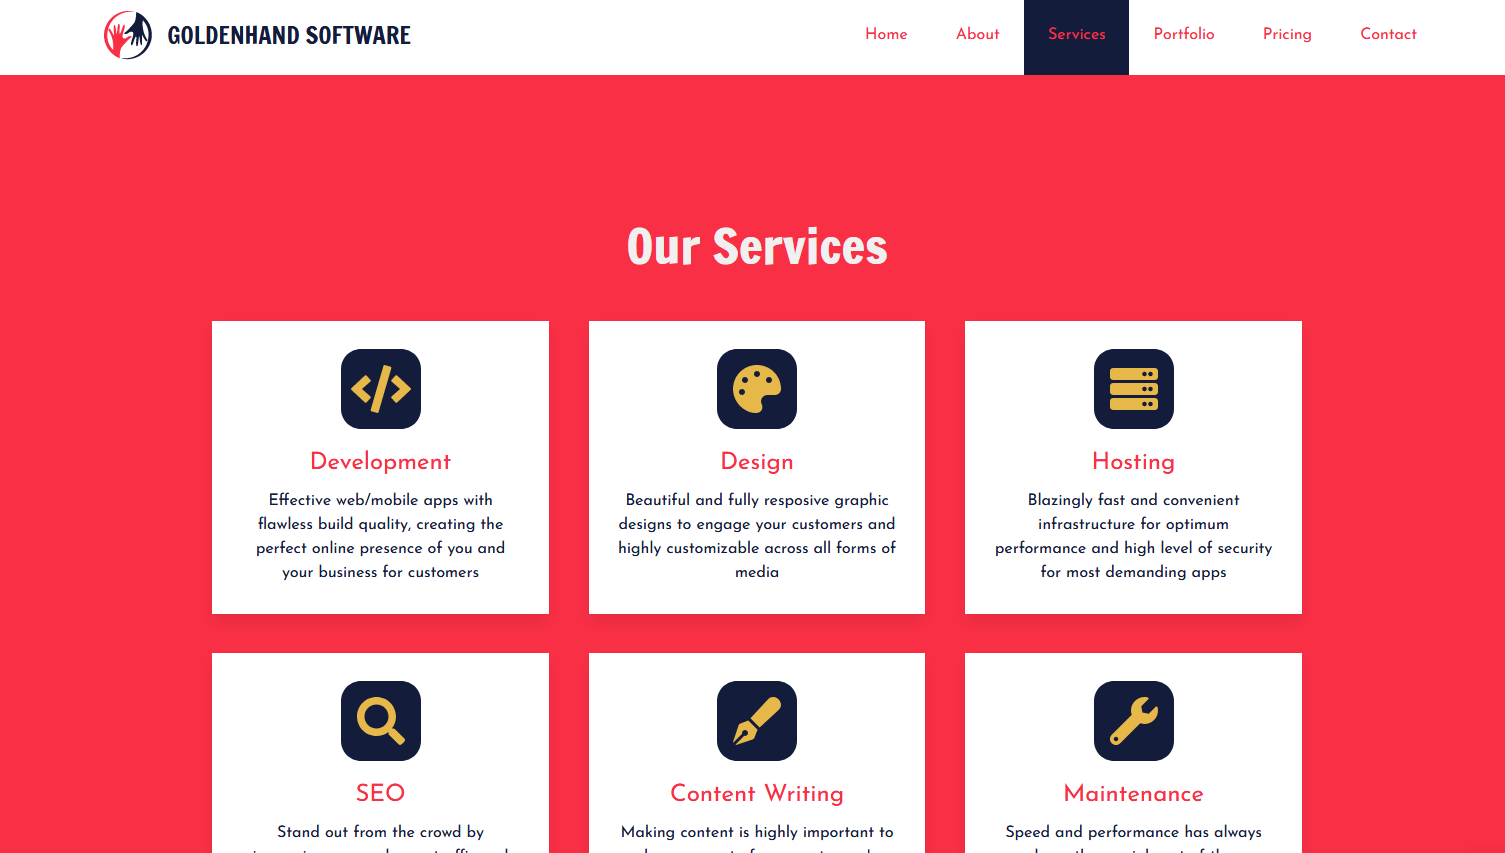 GOLDENHAND SOFTWARE
Home About Services Portfolio Pricing Contact
Our Services
Development
Effective web/mobile apps with
flawless build quality, creating the
perfect online presence of you and
your business for customers
Design
Beautiful and fully resposive graphic
designs to engage your customers and
highly customizable across all forms of
media
Hosting
Blazingly fast and convenient
infrastructure for optimum
performance and high level of security
for most demanding apps
SEO
Stand out from the crowd by
Content Writing
Making content is highly important to
Maintenance
Speed and performance has always